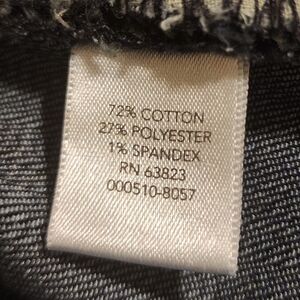 72% COTTON
27% POLYESTER
1% SPANDEX
RN 63823
000510-8057